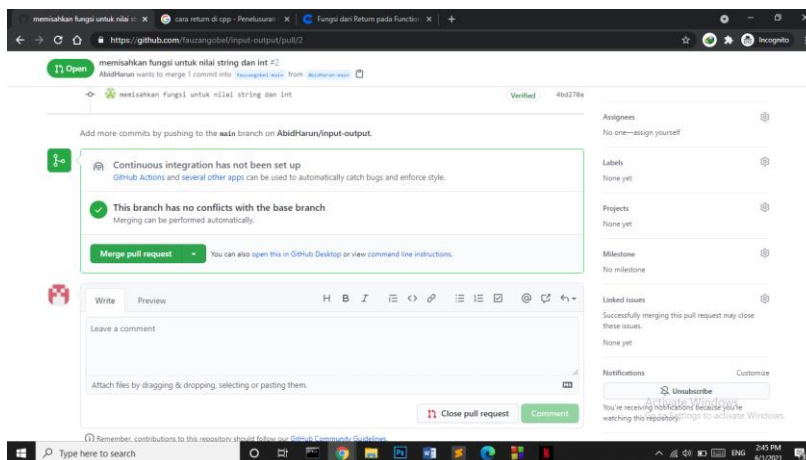 memisahkan fungsi untuk nilai st
cara return di cpp - Penelusuran
Fungsi dan Return pada Function
https://github.com/fauzangobel/input-output/pull/2
Incognito
Open
memisahkan fungsi untuk nilai string dan int #2
AbidHarun wants to merge 1 commit into fauzangobel:main from AbidHarun:main
memisahkan fungsi untuk nilai string dan int
Verified
4bd278e
Add more commits by pushing to the main branch on AbidHarun/input-output.
Continuous integration has not been set up
GitHub Actions and several other apps can be used to automatically catch bugs and enforce style.
This branch has no conflicts with the base branch
Merging can be performed automatically.
Merge pull request
You can also open this in GitHub Desktop or view command line instructions.
Write Preview
H B I
Leave a comment
Attach files by dragging & dropping, selecting or pasting them.
Close pull request
Comment
Remember, contributions to this repository should follow our GitHub Community Guidelines.
Assignees
No one—assign yourself
Labels
None yet
Projects
None yet
Milestone
No milestone
Linked issues
Successfully merging this pull request may close
these issues.
None yet
Notifications
Customize
Unsubscribe
You're receiving notifications because you're
watching this repository.
Activate Windows
Go to Settings to activate Windows.
Type here to search
ENG
2:45 PM
6/1/2021